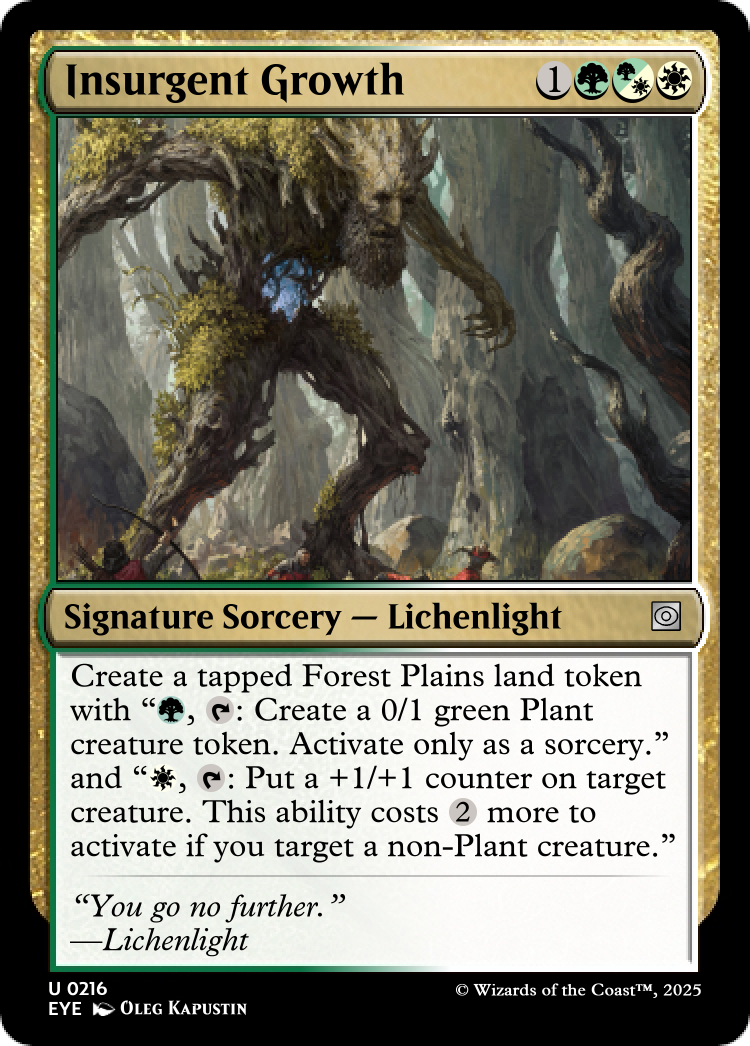 Insurgent Growth 1
Signature Sorcery — Lichenlight
Create a tapped Forest Plains land token
with “, : Create a 0/1 green Plant
creature token. Activate only as a sorcery.”
and “, : Put a +1/+1 counter on target
creature. This ability costs 2 more to
activate if you target a non-Plant creature.”
“You go no further.”
—Lichenlight
U 0216
EYE Oleg Kapustin
© Wizards of the Coast™, 2025